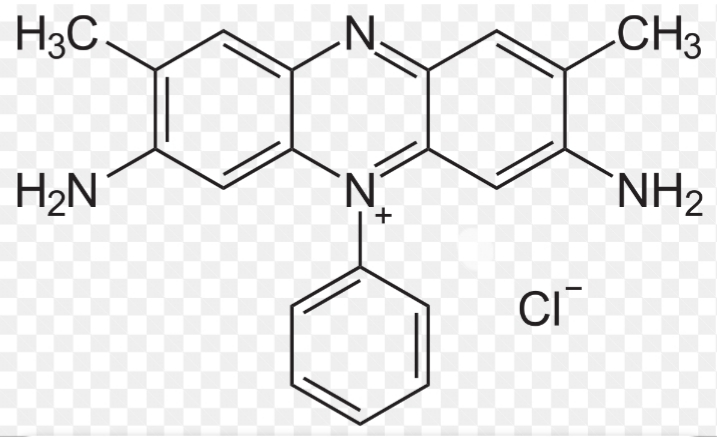 H₃C N CH₃
H₂N N⁺ NH₂
Cl⁻